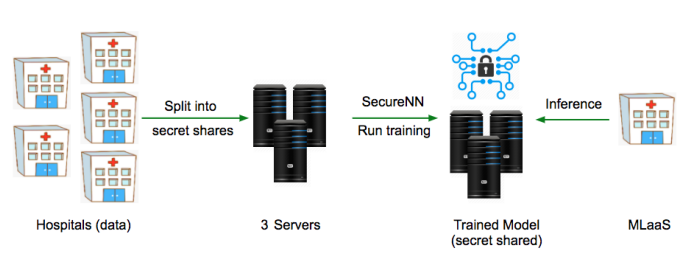 Split into
secret shares
SecureNN
Run training
Inference
Hospitals (data)
3 Servers
Trained Model
(secret shared)
MLaaS